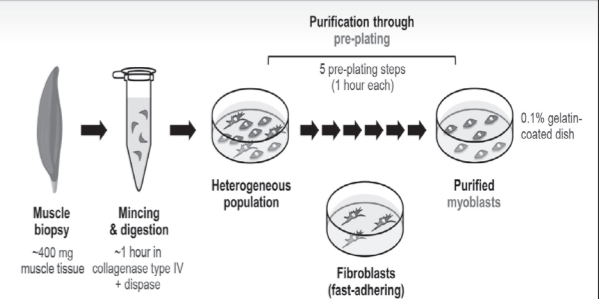 Purification through
pre-plating
5 pre-plating steps
(1 hour each)
0.1% gelatin-
coated dish
Muscle
biopsy
~400 mg
muscle tissue
Mincing
& digestion
~1 hour in
collagenase type IV
+ dispase
Heterogeneous
population
Purified
myoblasts
Fibroblasts
(fast-adhering)